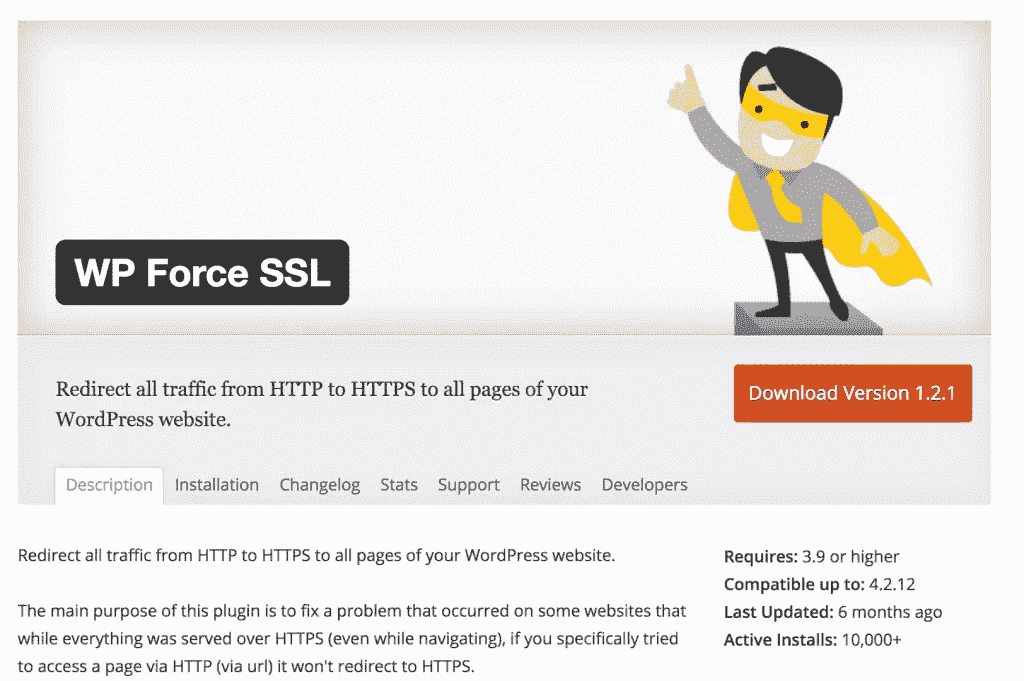 WP Force SSL
Redirect all traffic from HTTP to HTTPS to all pages of your
WordPress website.
Download Version 1.2.1
Description Installation Changelog Stats Support Reviews Developers
Redirect all traffic from HTTP to HTTPS to all pages of your WordPress website.
The main purpose of this plugin is to fix a problem that occurred on some websites that
while everything was served over HTTPS (even while navigating), if you specifically tried
to access a page via HTTP (via url) it won't redirect to HTTPS.
Requires: 3.9 or higher
Compatible up to: 4.2.12
Last Updated: 6 months ago
Active Installs: 10,000+